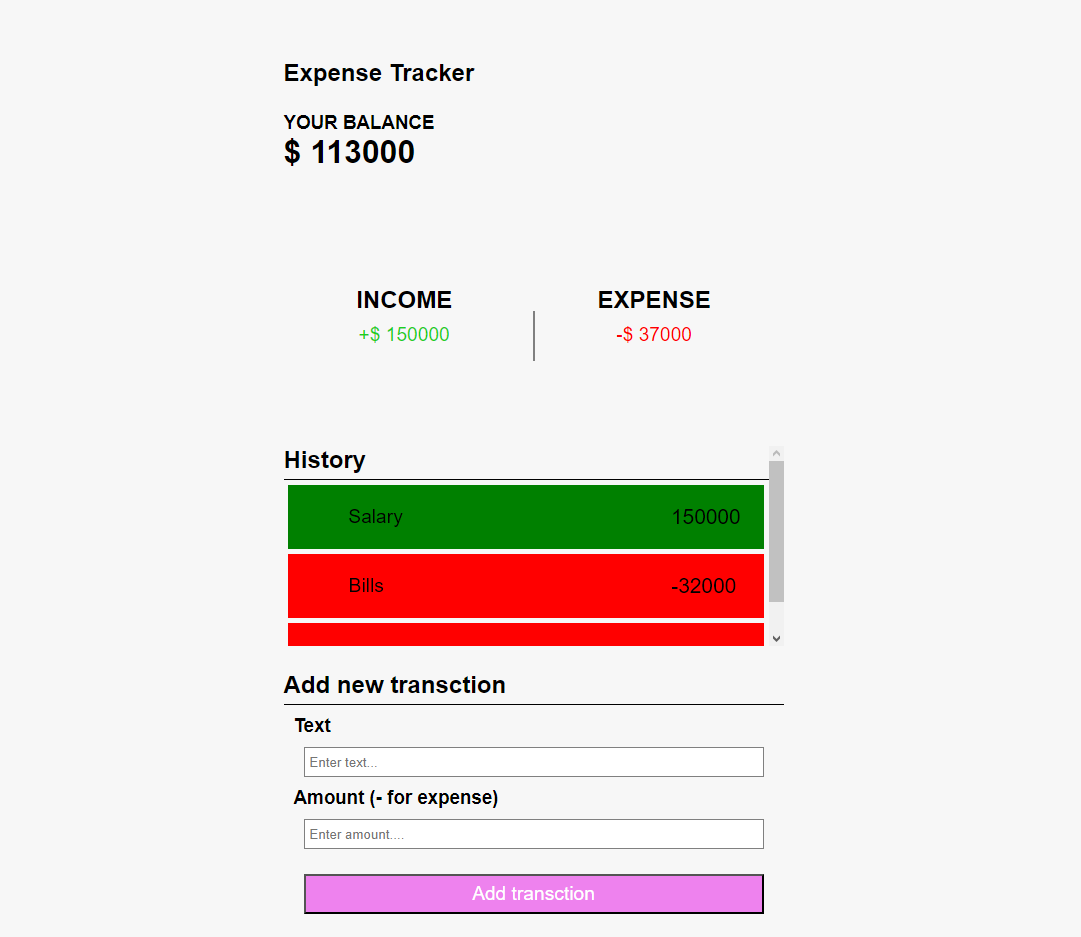 Expense Tracker
YOUR BALANCE
$ 113000
INCOME EXPENSE
+$ 150000 -$ 37000
History
Salary 150000
Bills -32000
Add new transction
Text
Enter text...
Amount (- for expense)
Enter amount....
Add transction